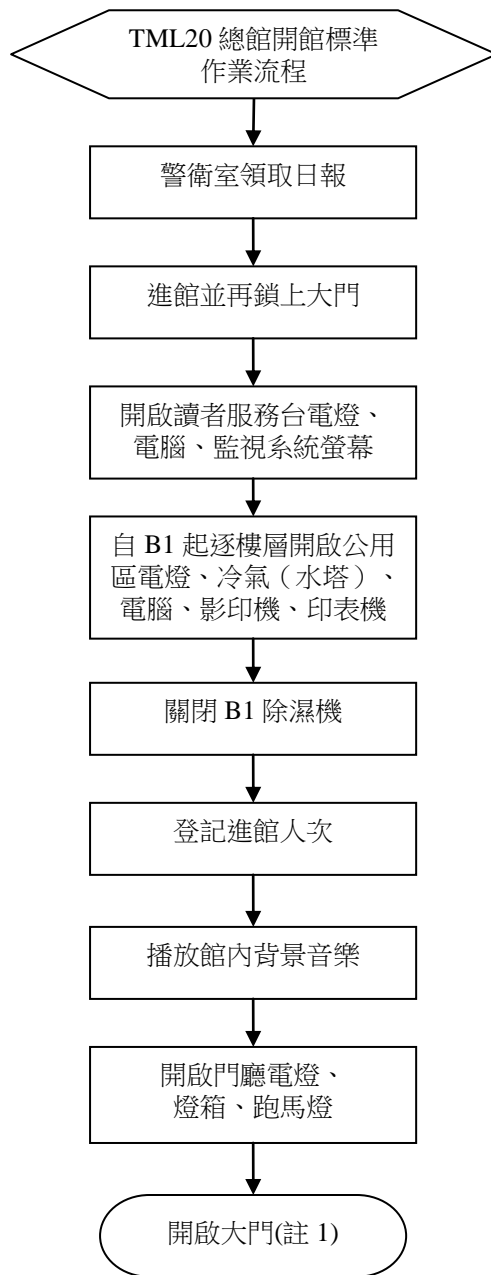 TML20 總館開館標準
作業流程
警衛室領取日報
進館並再鎖上大門
開啟讀者服務台電燈、
電腦、監視系統螢幕
自 B1 起逐樓層開啟公用
區電燈、冷氣（水塔）、
電腦、影印機、印表機
關閉 B1 除濕機
登記進館人次
播放館內背景音樂
開啟門廳電燈、
燈箱、跑馬燈
開啟大門(註 1)